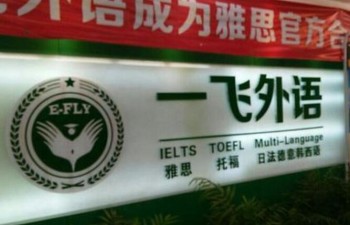 外语成为雅思官方合
E-FLY
一飞外语
IELTS TOEFL Multi-Language
雅思 托福 日法德意韩西语